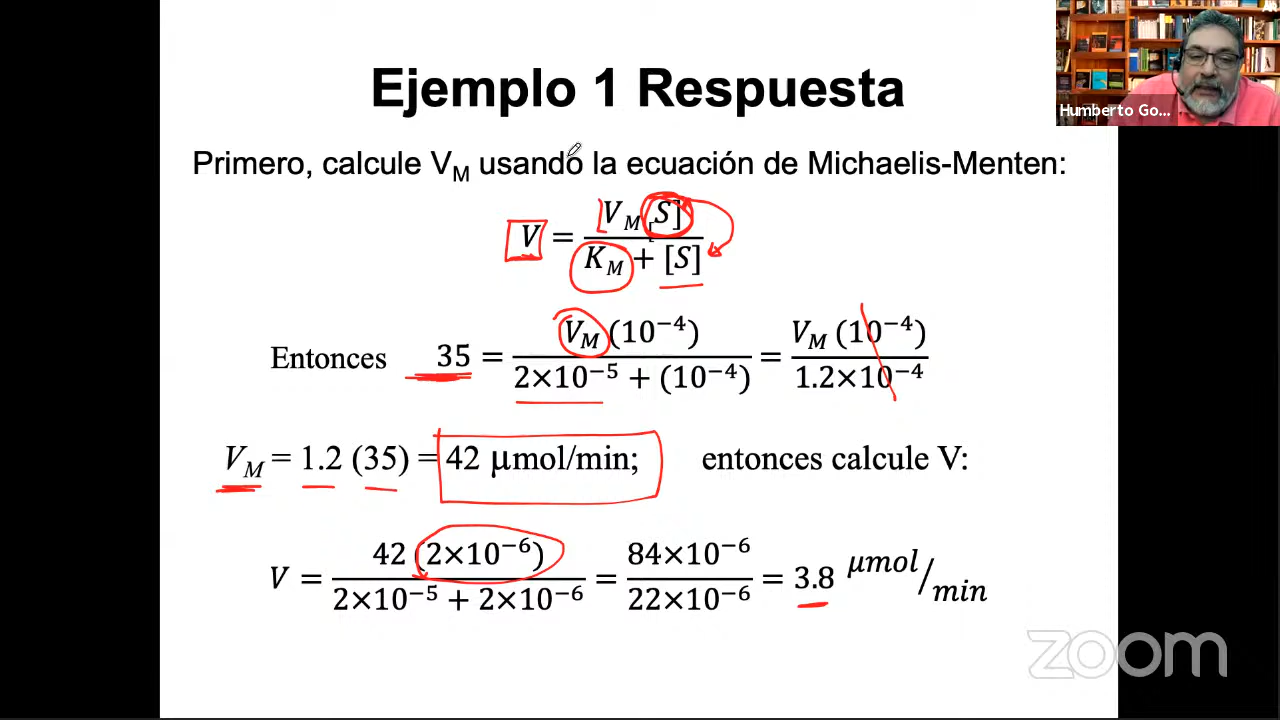 Ejemplo 1 Respuesta
Humberto Go...
Primero, calcule V_M usando la ecuación de Michaelis-Menten:
V = V_M [S] / K_M + [S]
Entonces 35 = V_M (10⁻⁴) / 2×10⁻⁵ + (10⁻⁴) = V_M (10⁻⁴) / 1.2×10⁻⁴
V_M = 1.2 (35) = 42 µmol/min; entonces calcule V:
V = 42 (2×10⁻⁶) / 2×10⁻⁵ + 2×10⁻⁶ = 84×10⁻⁶ / 22×10⁻⁶ = 3.8 µmol/min
zoom